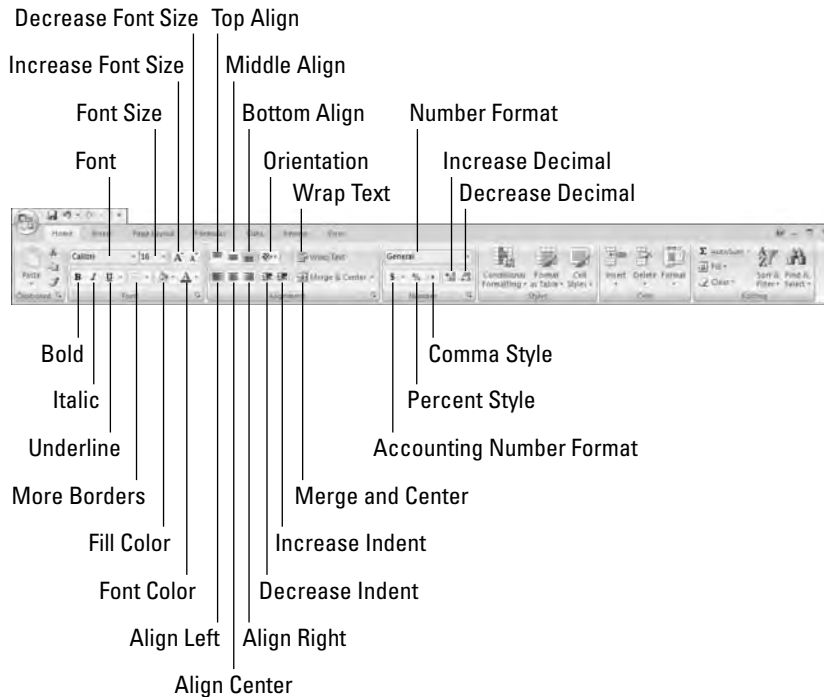 Decrease Font Size Top Align
Increase Font Size Middle Align
Font Size Bottom Align Number Format
Font Orientation Increase Decimal
Wrap Text Decrease Decimal
Home Insert Page Layout Formulas Data Review View
Calibri 16 A A Wrap Text General Σ AutoSum
Paste Conditional Format Cell Insert Delete Format Fill Sort & Find &
B I U A Merge & Center $ % , Formatting as Table Styles Clear Filter Select
Clipboard Font Alignment Number Styles Cells Editing
Bold Comma Style
Italic Percent Style
Underline Accounting Number Format
More Borders Merge and Center
Fill Color Increase Indent
Font Color Decrease Indent
Align Left Align Right
Align Center